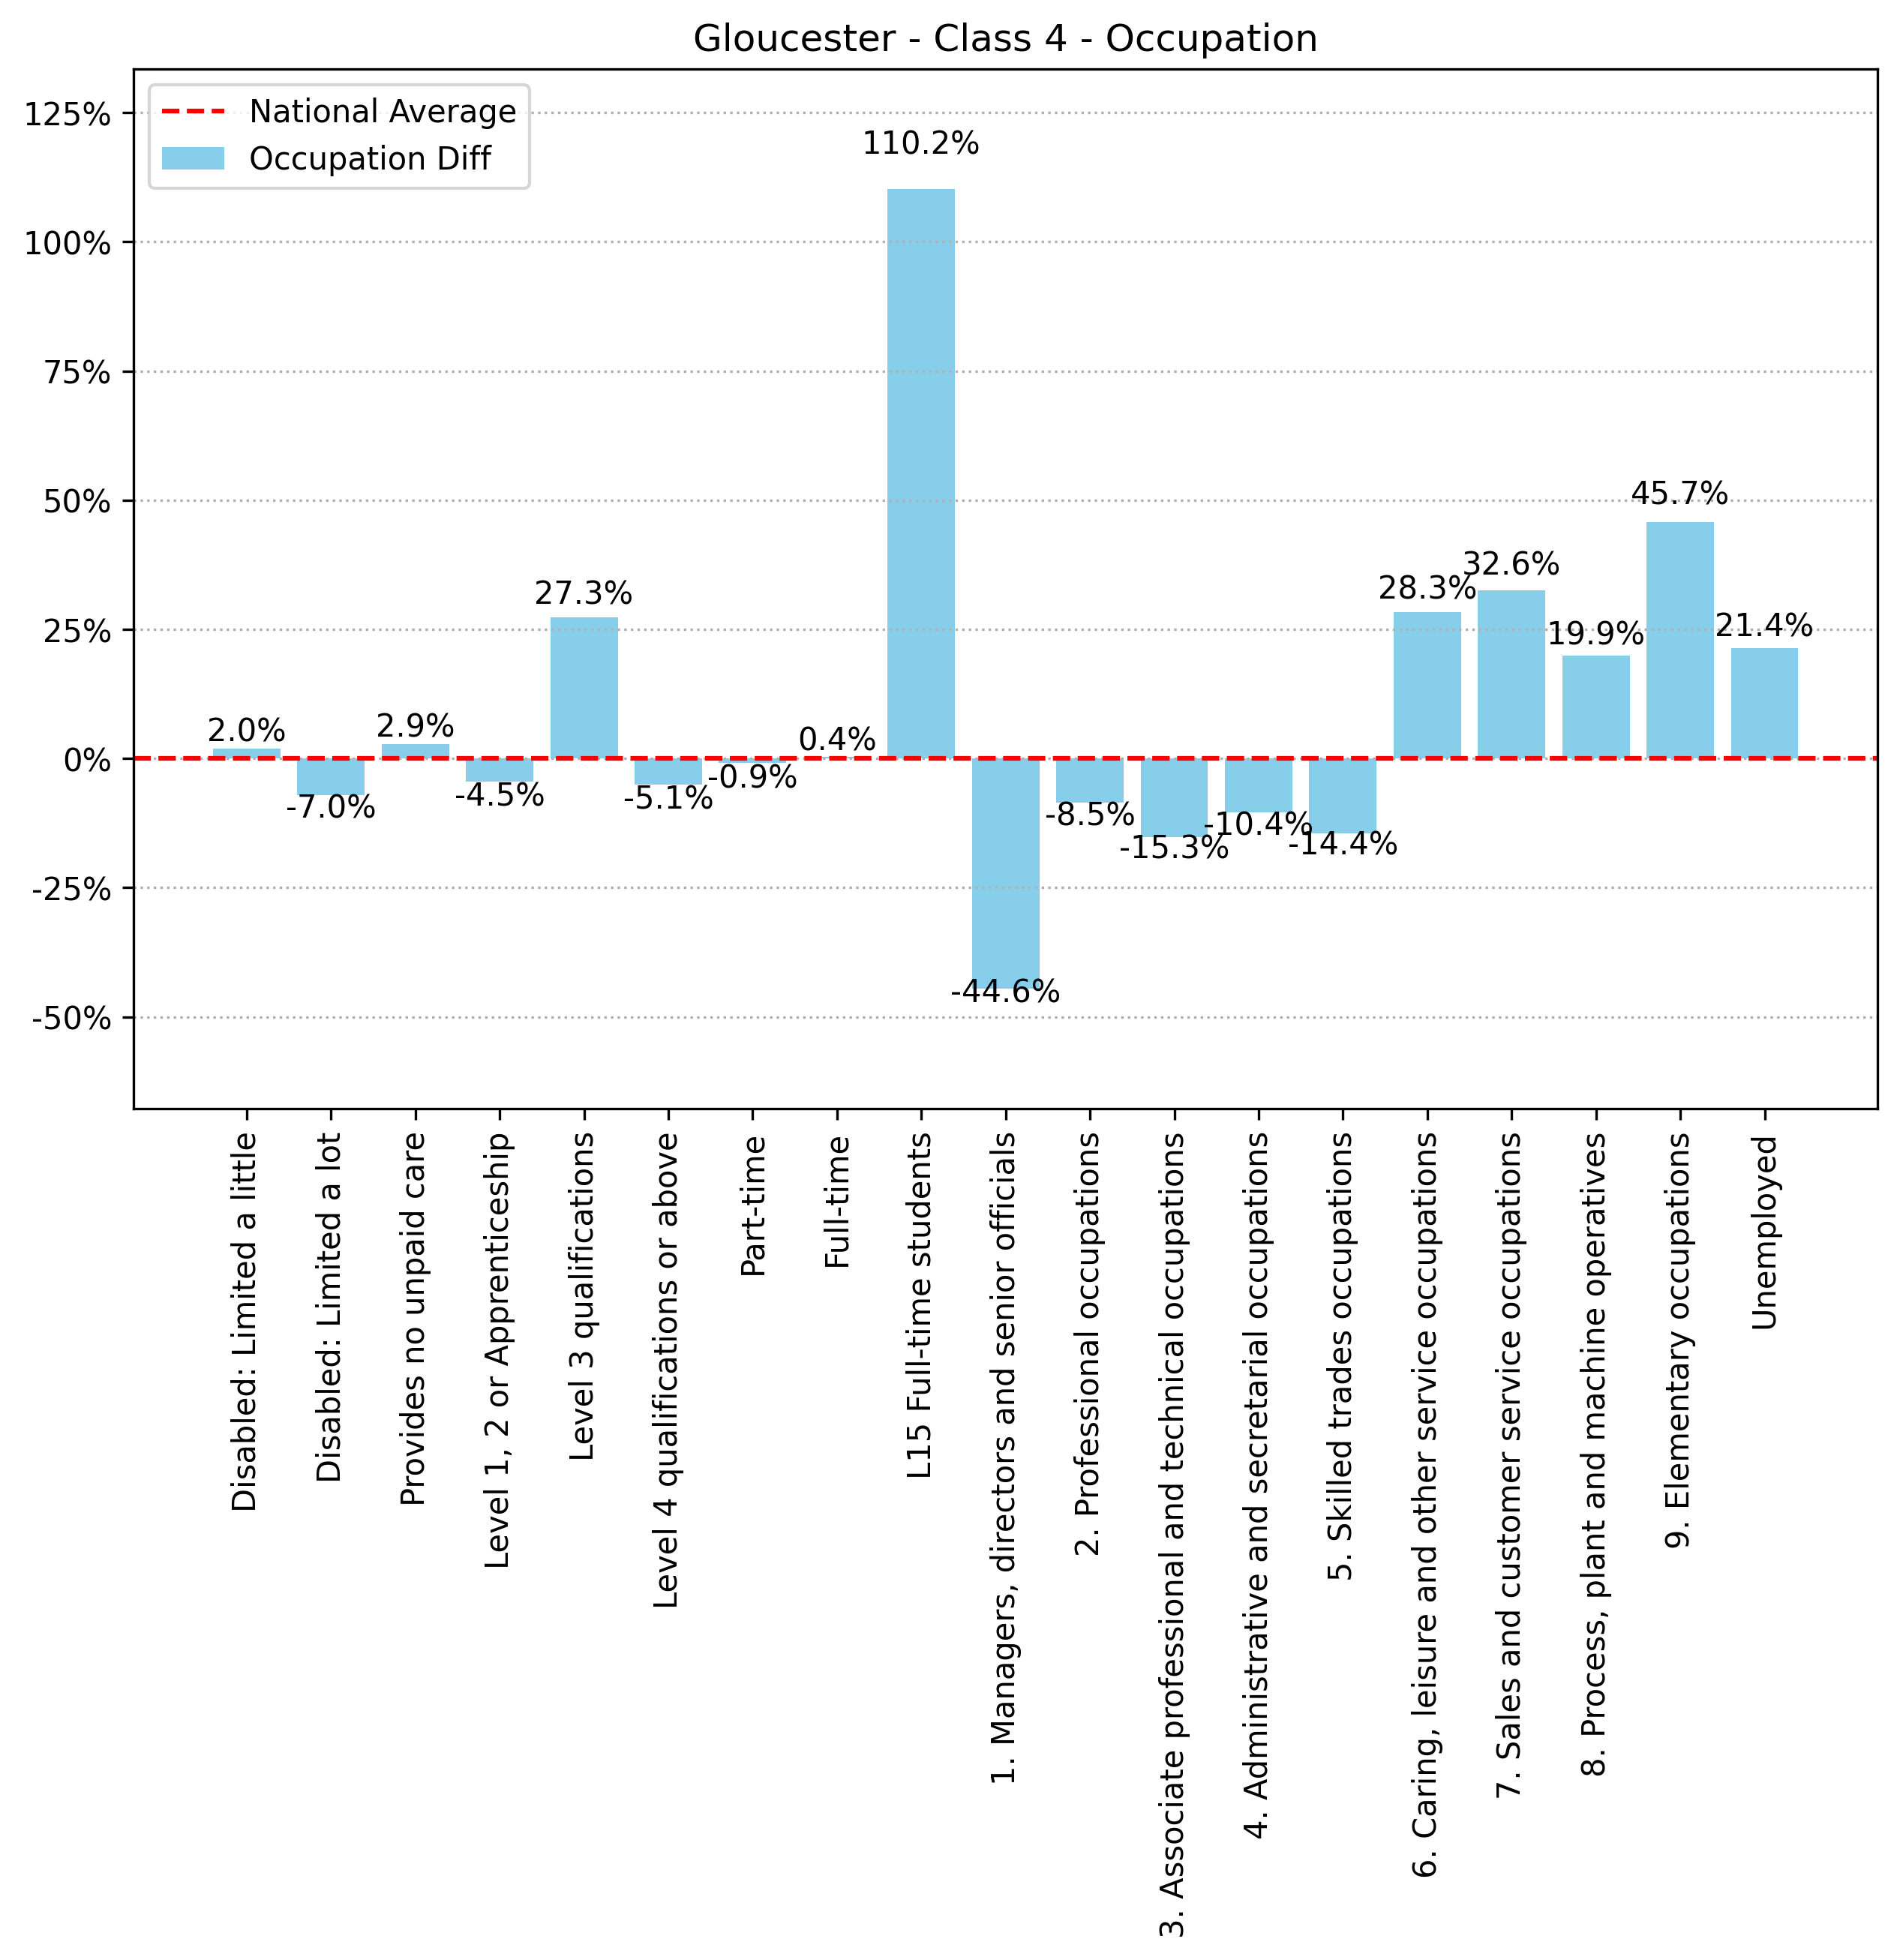 Gloucester - Class 4 - Occupation
National Average
Occupation Diff
125%
100%
75%
50%
25%
0%
-25%
-50%
2.0%
-7.0%
2.9%
-4.5%
27.3%
-5.1%
-0.9%
0.4%
110.2%
-44.6%
-8.5%
-15.3%
-10.4%
-14.4%
28.3%
32.6%
19.9%
45.7%
21.4%
Disabled: Limited a little
Disabled: Limited a lot
Provides no unpaid care
Level 1, 2 or Apprenticeship
Level 3 qualifications
Level 4 qualifications or above
Part-time
Full-time
L15 Full-time students
1. Managers, directors and senior officials
2. Professional occupations
3. Associate professional and technical occupations
4. Administrative and secretarial occupations
5. Skilled trades occupations
6. Caring, leisure and other service occupations
7. Sales and customer service occupations
8. Process, plant and machine operatives
9. Elementary occupations
Unemployed